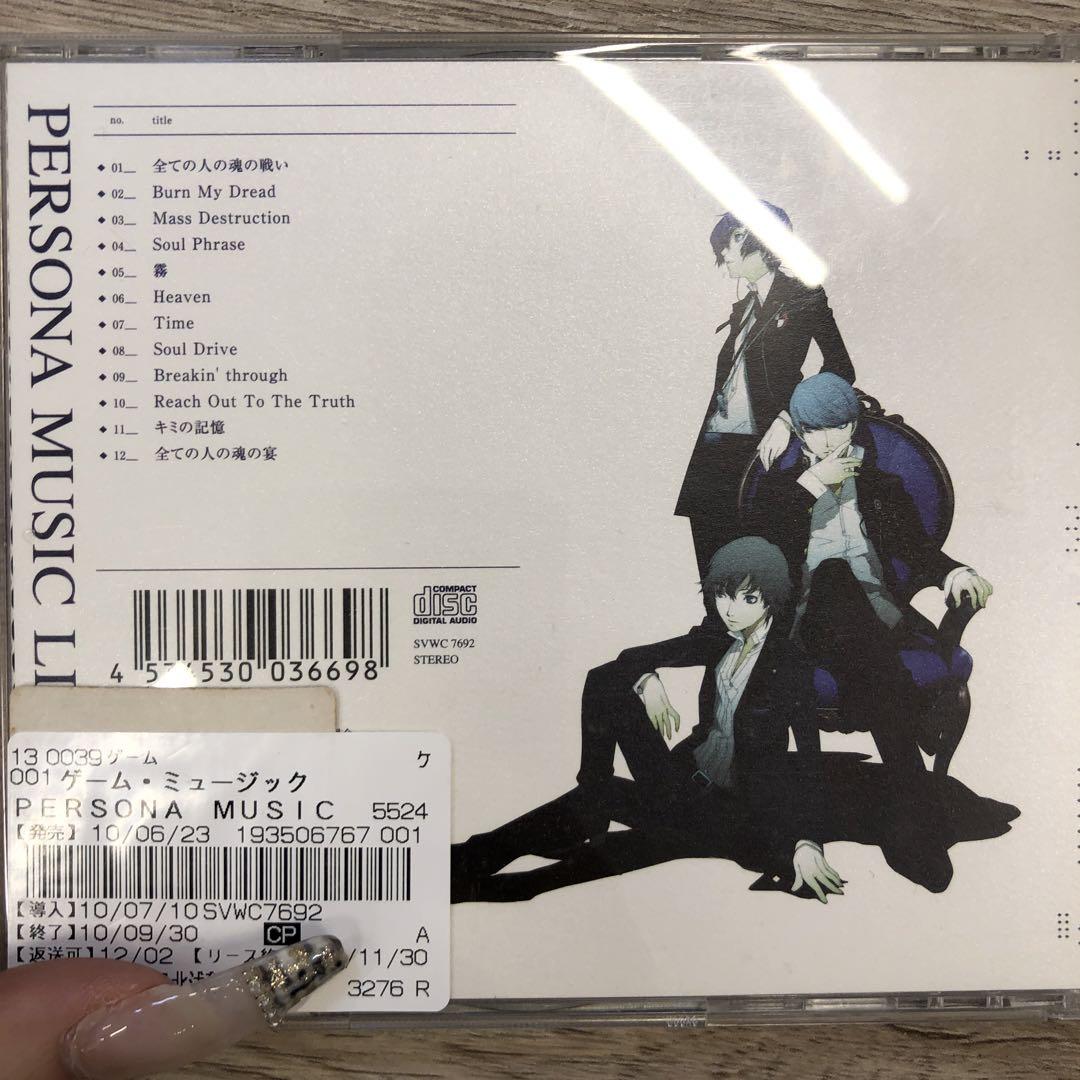 PERSONA MUSIC LI
no. title
01_ 全ての人の魂の戦い
02_ Burn My Dread
03_ Mass Destruction
04_ Soul Phrase
05_ 霧
06_ Heaven
07_ Time
08_ Soul Drive
09_ Breakin' through
10_ Reach Out To The Truth
11_ キミの記憶
12_ 全ての人の魂の宴
COMPACT
disc
DIGITAL AUDIO
SVWC 7692
STEREO
4 530 036698
13 0039ゲーム ケ
001 ゲーム・ミュージック
PERSONA MUSIC 5524
【発売】 10/06/23 193506767 001
【導入】10/07/10 SVWC7692
【終了】10/09/30 CP A
【返送可】12/02 【リース /11/30
3276 R